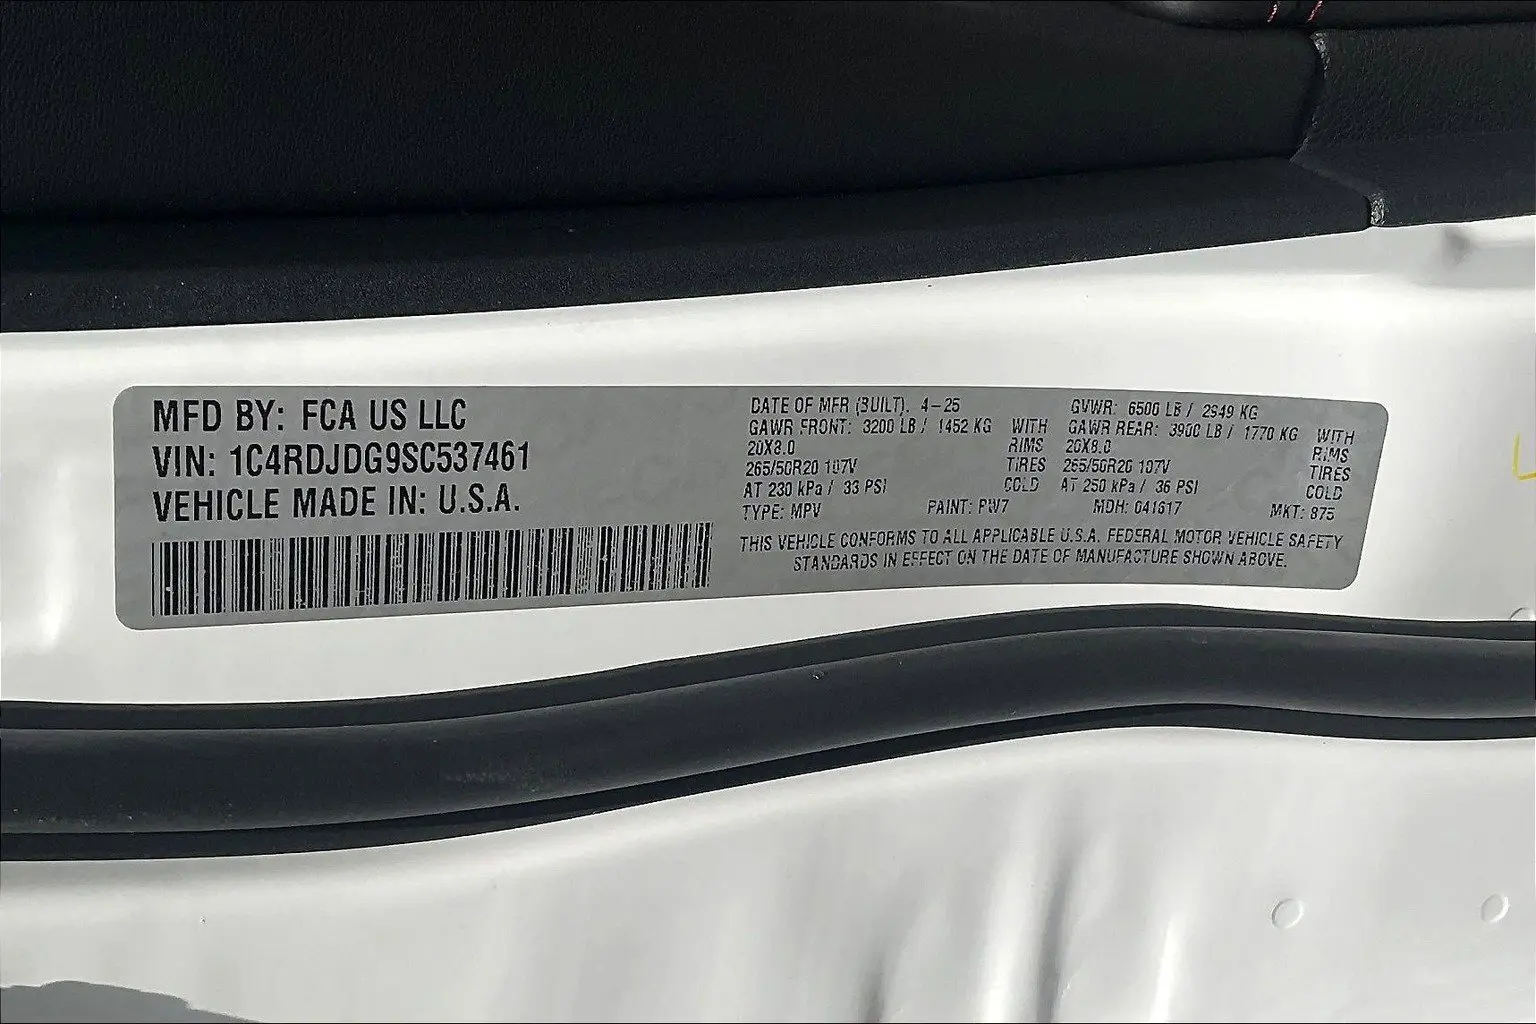 MFD BY: FCA US LLC
VIN: 1C4RDJDG9SC537461
VEHICLE MADE IN: U.S.A.
DATE OF MFR (BUILT). 4-25
GAWR FRONT: 3200 LB / 1452 KG WITH
20X8.0 RIMS
265/50R20 107V TIRES
AT 230 kPa / 33 PSI COLD
GVWR: 6500 LB / 2949 KG
GAWR REAR: 3900 LB / 1770 KG WITH
20X8.0 RIMS
265/50R20 107V TIRES
AT 250 kPa / 36 PSI COLD
TYPE: MPV PAINT: PW7 MDH: 041617 MKT: 875
THIS VEHICLE CONFORMS TO ALL APPLICABLE U.S.A. FEDERAL MOTOR VEHICLE SAFETY
STANDARDS IN EFFECT ON THE DATE OF MANUFACTURE SHOWN ABOVE.